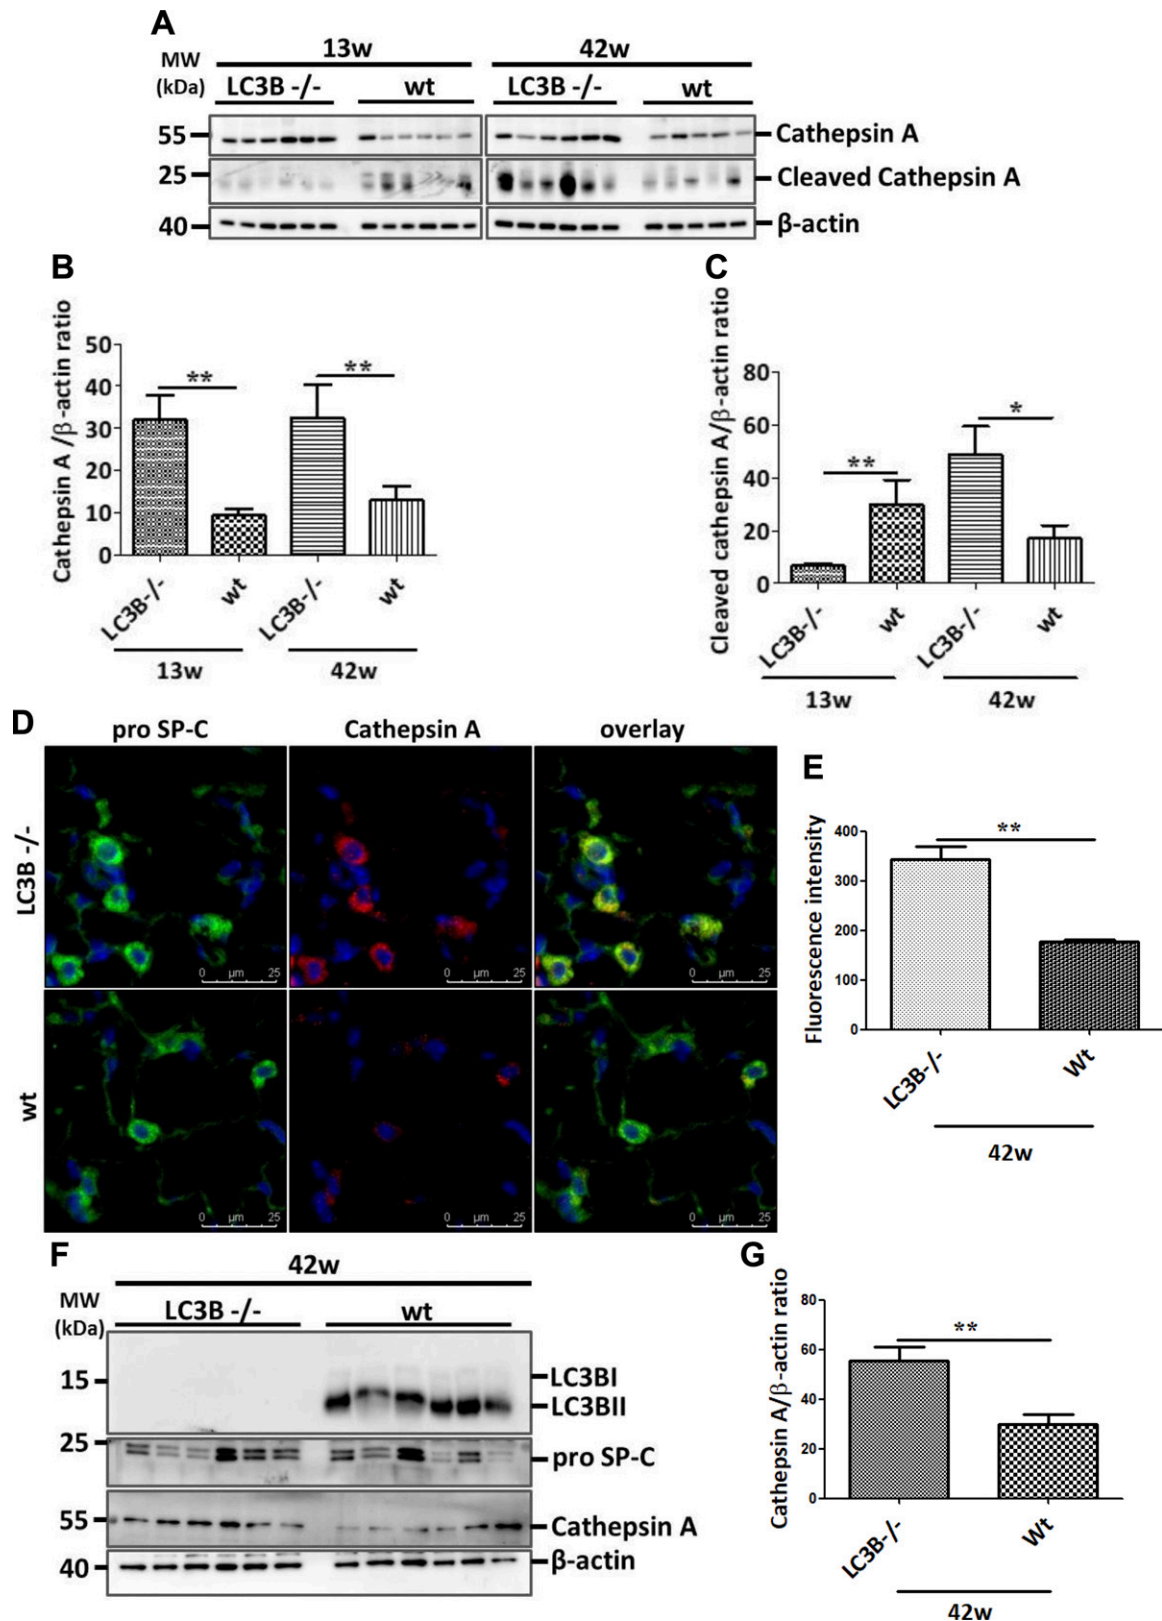 A
13w
42w
MW
(kDa)
LC3B -/-
wt
LC3B -/-
wt
55
Cathepsin A
25
Cleaved Cathepsin A
40
β-actin
B
Cathepsin A /β-actin ratio
50
40
30
20
10
0
**
**
LC3B-/-
wt
LC3B-/-
wt
13w
42w
C
Cleaved cathepsin A/β-actin ratio
80
60
40
20
0
**
*
LC3B-/-
wt
LC3B-/-
wt
13w
42w
D
pro SP-C
Cathepsin A
overlay
LC3B -/-
0 µm 25
0 µm 25
0 µm 25
wt
0 µm 25
0 µm 25
0 µm 25
E
Fluorescence intensity
400
300
200
100
0
**
LC3B-/-
Wt
42w
F
42w
MW
(kDa)
LC3B -/-
wt
15
LC3BI
LC3BII
25
pro SP-C
55
Cathepsin A
40
β-actin
G
Cathepsin A/β-actin ratio
80
60
40
20
0
**
LC3B-/-
Wt
42w